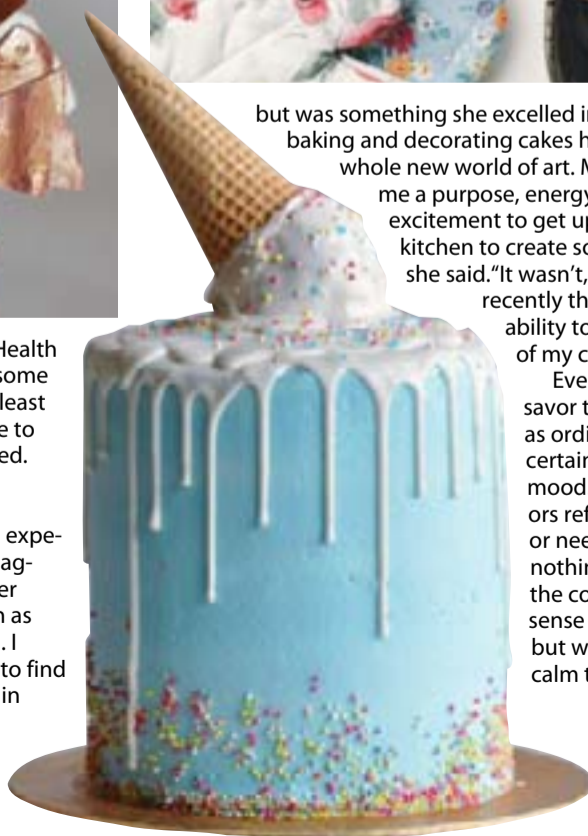 Health
some
least
e to
ed.
expe-
ag-
er
n as
. I
to find
in
but was something she excelled in
baking and decorating cakes h
whole new world of art. M
me a purpose, energy
excitement to get up
kitchen to create so
she said.“It wasn’t,
recently th
ability to
of my c
Eve
savor t
as ordi
certain
mood
ors ref
or nee
nothin
the co
sense
but w
calm t